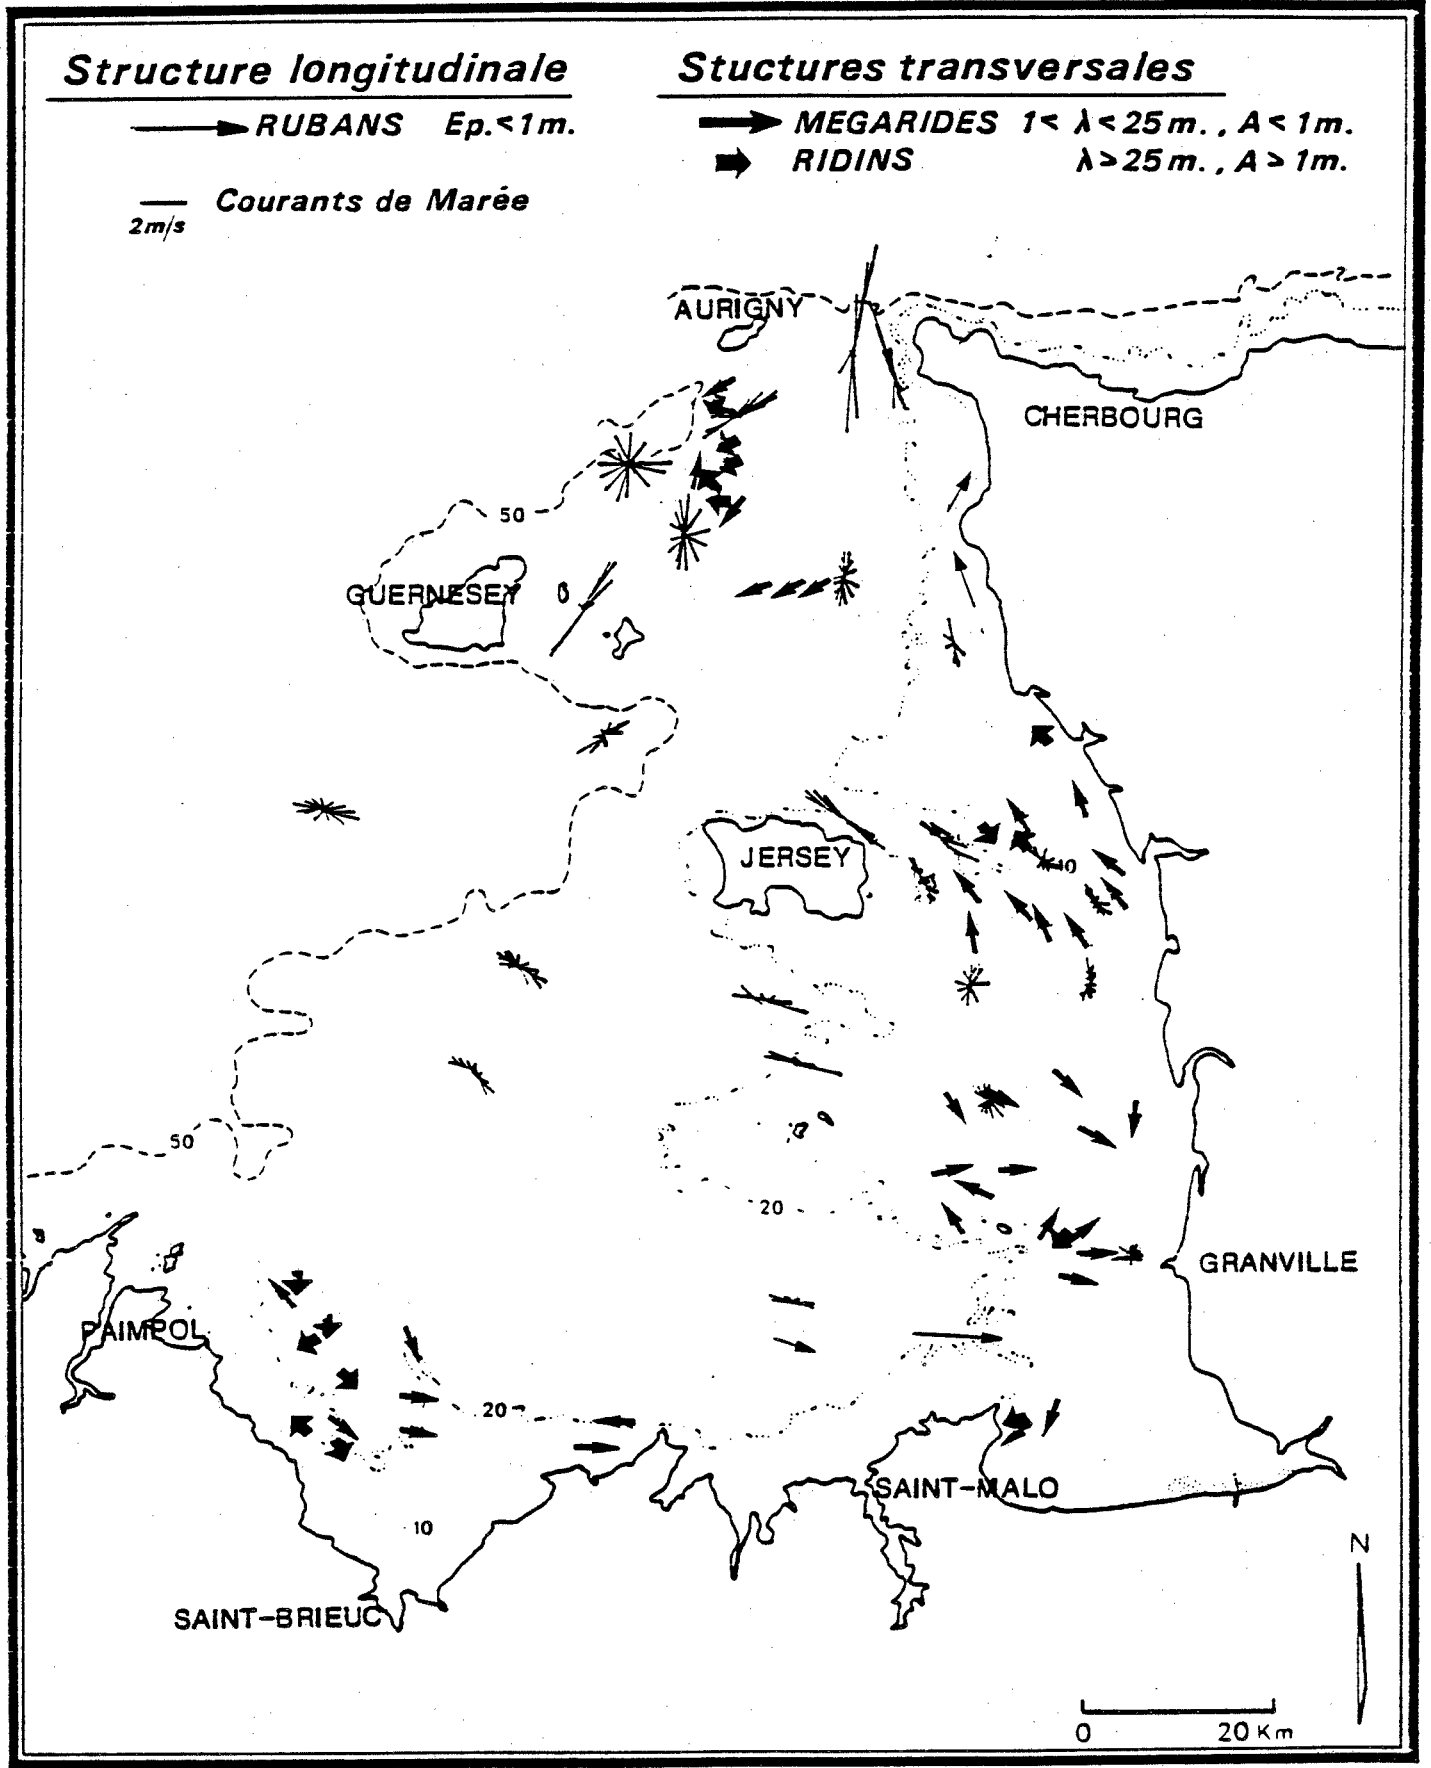 Structure longitudinale
RUBANS Ep.<1m.
2m/s Courants de Marée
Stuctures transversales
MEGARIDES 1< λ<25m., A<1m.
RIDINS λ>25m., A>1m.
AURIGNY
CHERBOURG
50
GUERNESEY
JERSEY
10
50
20
GRANVILLE
PAIMPOL
20
SAINT-MALO
10
SAINT-BRIEUC
N
0 20 Km